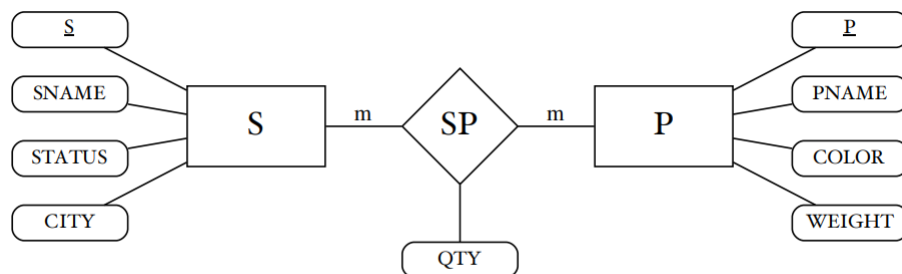 S
SNAME
STATUS
CITY
S
m
SP
m
P
QTY
P
PNAME
COLOR
WEIGHT